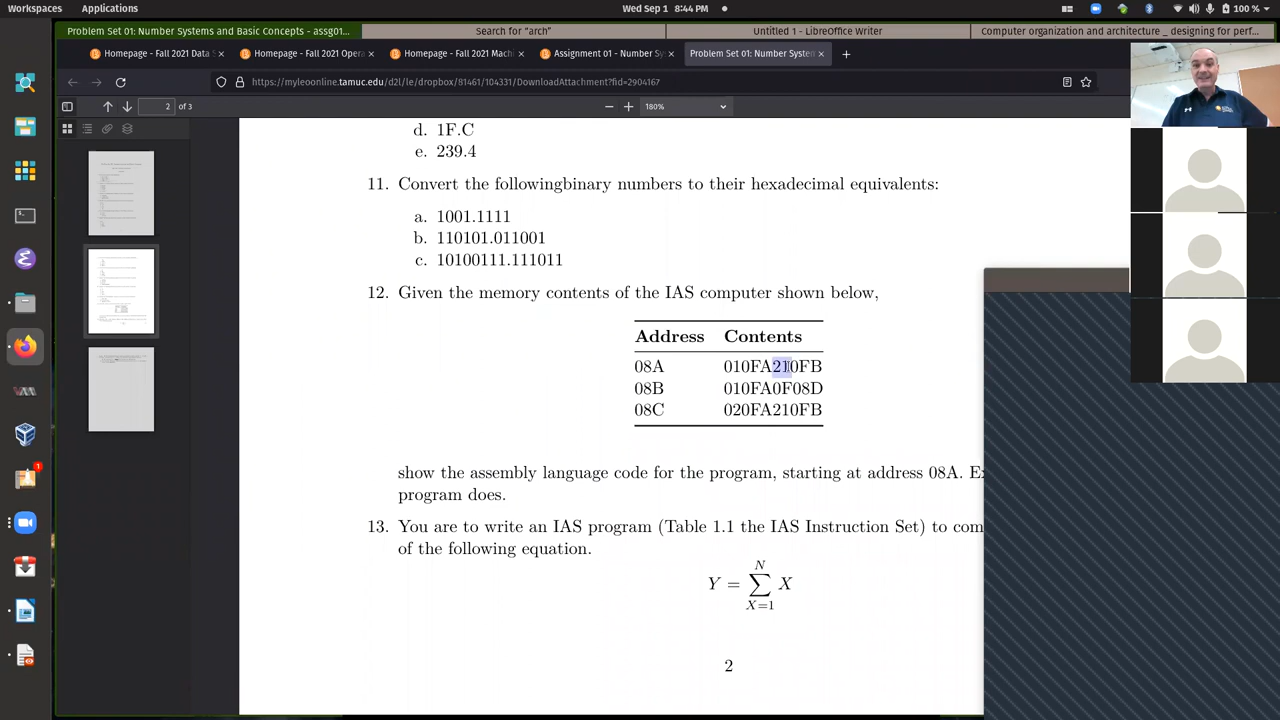 Workspaces Applications Wed Sep 1 8:44 PM 100 %
Problem Set 01: Number Systems and Basic Concepts - assg01... Search for “arch” Untitled 1 - LibreOffice Writer Computer organization and architecture _ designing for perf...
Homepage - Fall 2021 Data S Homepage - Fall 2021 Opera Homepage - Fall 2021 Machi Assignment 01 - Number Sy Problem Set 01: Number System
https://myleoonline.tamuc.edu/d2l/le/dropbox/81461/104331/DownloadAttachment?fid=2904167
2 of 3 180%
d. 1F.C
e. 239.4
11. Convert the followingbinary numbers to their hexadecimal equivalents:
a. 1001.1111
b. 110101.011001
c. 10100111.111011
12. Given the memory contents of the IAS computer shown below,
Address Contents
08A 010FA210FB
08B 010FA0F08D
08C 020FA210FB
show the assembly language code for the program, starting at address 08A. Ex
program does.
13. You are to write an IAS program (Table 1.1 the IAS Instruction Set) to com
of the following equation.
N
Y = ∑ X
X=1
2
1